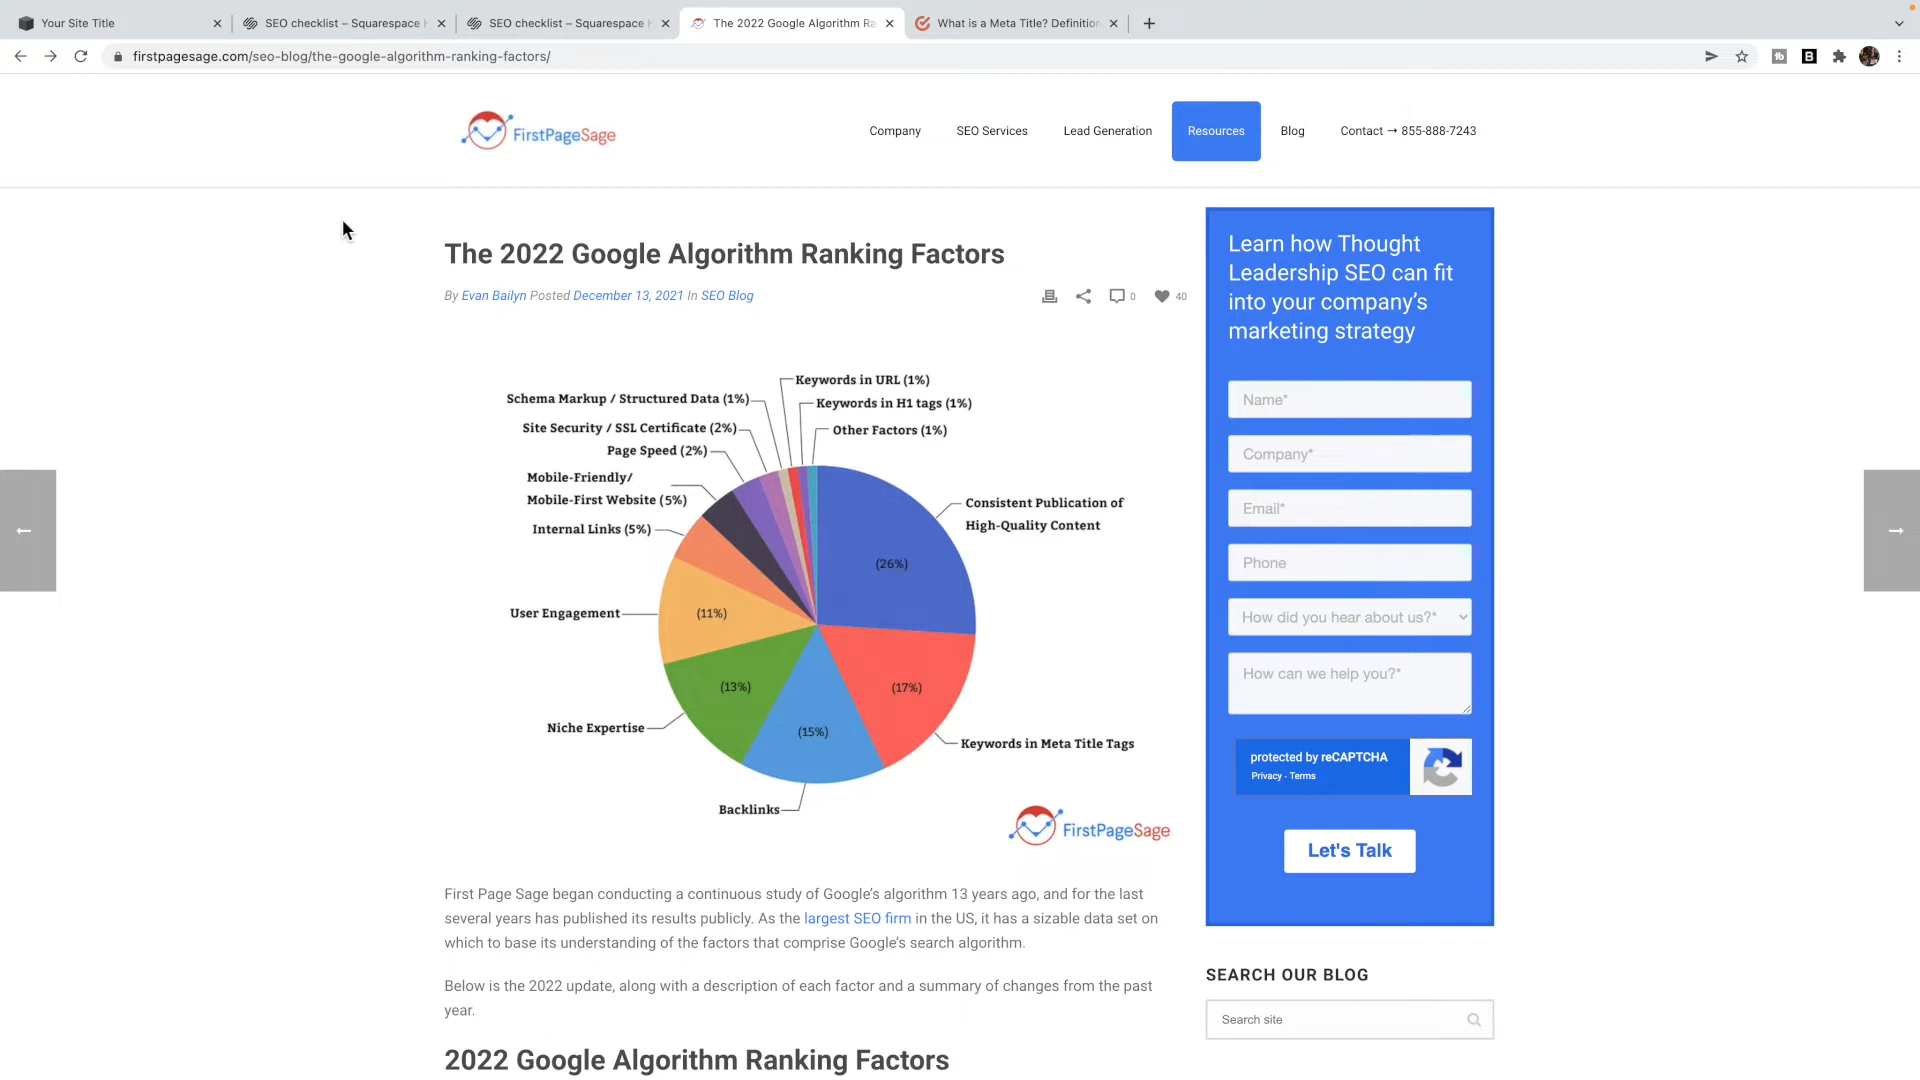 Your Site Title
SEO checklist – Squarespace H
SEO checklist – Squarespace H
The 2022 Google Algorithm Ra
What is a Meta Title? Definition
firstpagesage.com/seo-blog/the-google-algorithm-ranking-factors/
FirstPageSage
Company
SEO Services
Lead Generation
Resources
Blog
Contact → 855-888-7243
The 2022 Google Algorithm Ranking Factors
By Evan Bailyn Posted December 13, 2021 In SEO Blog
0
40
Keywords in URL (1%)
Schema Markup / Structured Data (1%)
Keywords in H1 tags (1%)
Site Security / SSL Certificate (2%)
Other Factors (1%)
Page Speed (2%)
Mobile-Friendly/
Mobile-First Website (5%)
Consistent Publication of
High-Quality Content
Internal Links (5%)
(26%)
User Engagement
(11%)
(13%)
(17%)
Niche Expertise
(15%)
Keywords in Meta Title Tags
Backlinks
FirstPageSage
First Page Sage began conducting a continuous study of Google's algorithm 13 years ago, and for the last
several years has published its results publicly. As the largest SEO firm in the US, it has a sizable data set on
which to base its understanding of the factors that comprise Google's search algorithm.
Below is the 2022 update, along with a description of each factor and a summary of changes from the past
year.
2022 Google Algorithm Ranking Factors
Learn how Thought
Leadership SEO can fit
into your company's
marketing strategy
Name*
Company*
Email*
Phone
How did you hear about us?*
How can we help you?*
protected by reCAPTCHA
Privacy - Terms
Let's Talk
SEARCH OUR BLOG
Search site